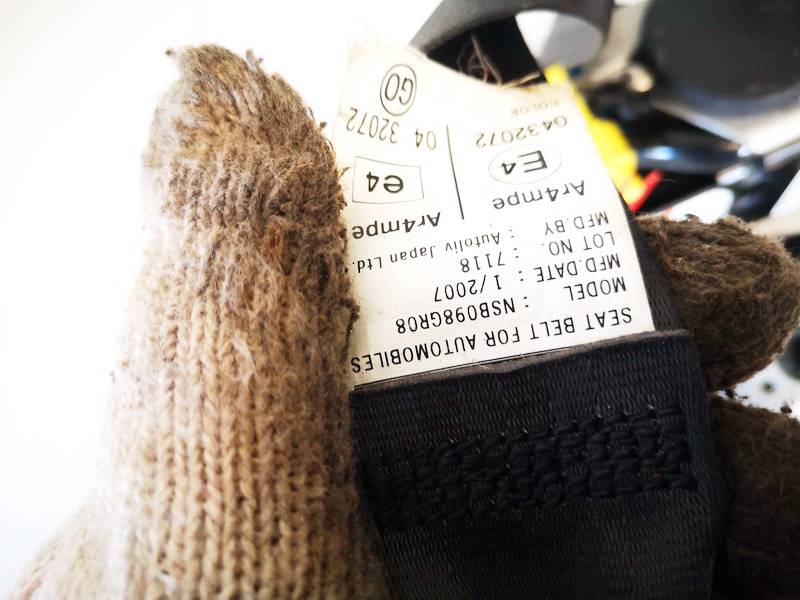 SEAT BELT FOR AUTOMOBILES
MODEL : NSB098GR08
MFD.DATE : 1/2007
LOT NO. : 7118
MFD.BY : Autoliv Japan Ltd.
Ar4mpe Ar4mpe
E4 e4
0432072 04 32072
COLOR GO